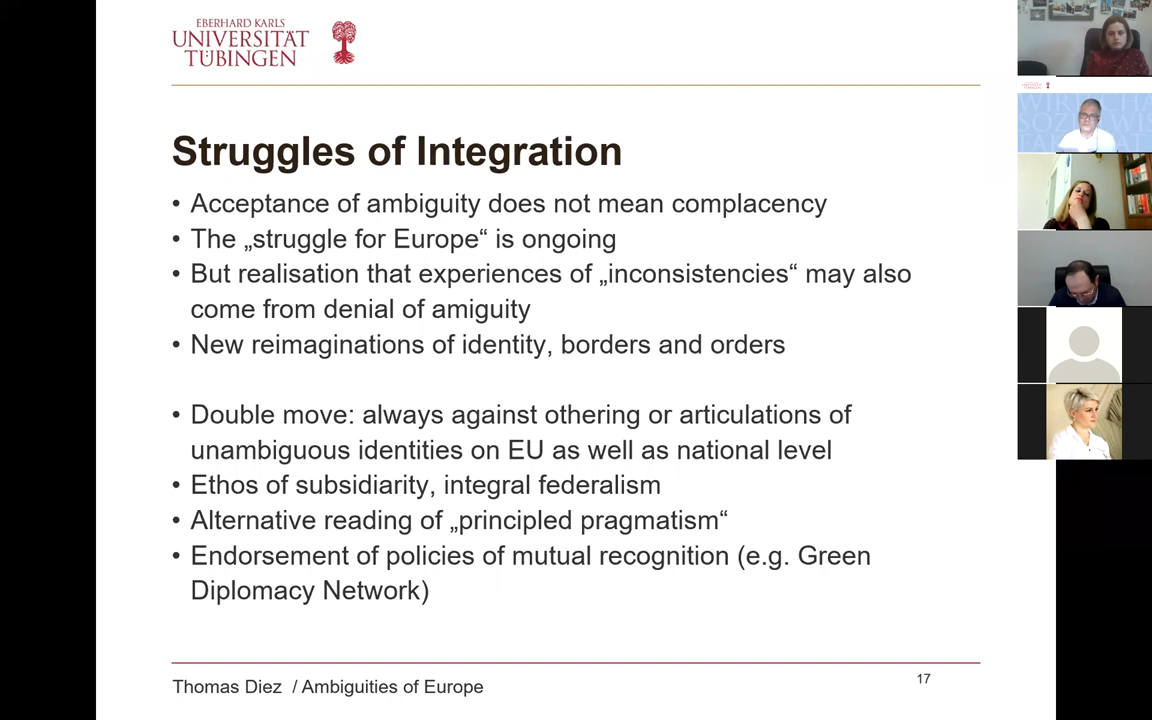 EBERHARD KARLS
UNIVERSITÄT
TÜBINGEN
Struggles of Integration
• Acceptance of ambiguity does not mean complacency
• The „struggle for Europe“ is ongoing
• But realisation that experiences of „inconsistencies“ may also
come from denial of amiguity
• New reimaginations of identity, borders and orders
• Double move: always against othering or articulations of
unambiguous identities on EU as well as national level
• Ethos of subsidiarity, integral federalism
• Alternative reading of „principled pragmatism“
• Endorsement of policies of mutual recognition (e.g. Green
Diplomacy Network)
Thomas Diez / Ambiguities of Europe
17